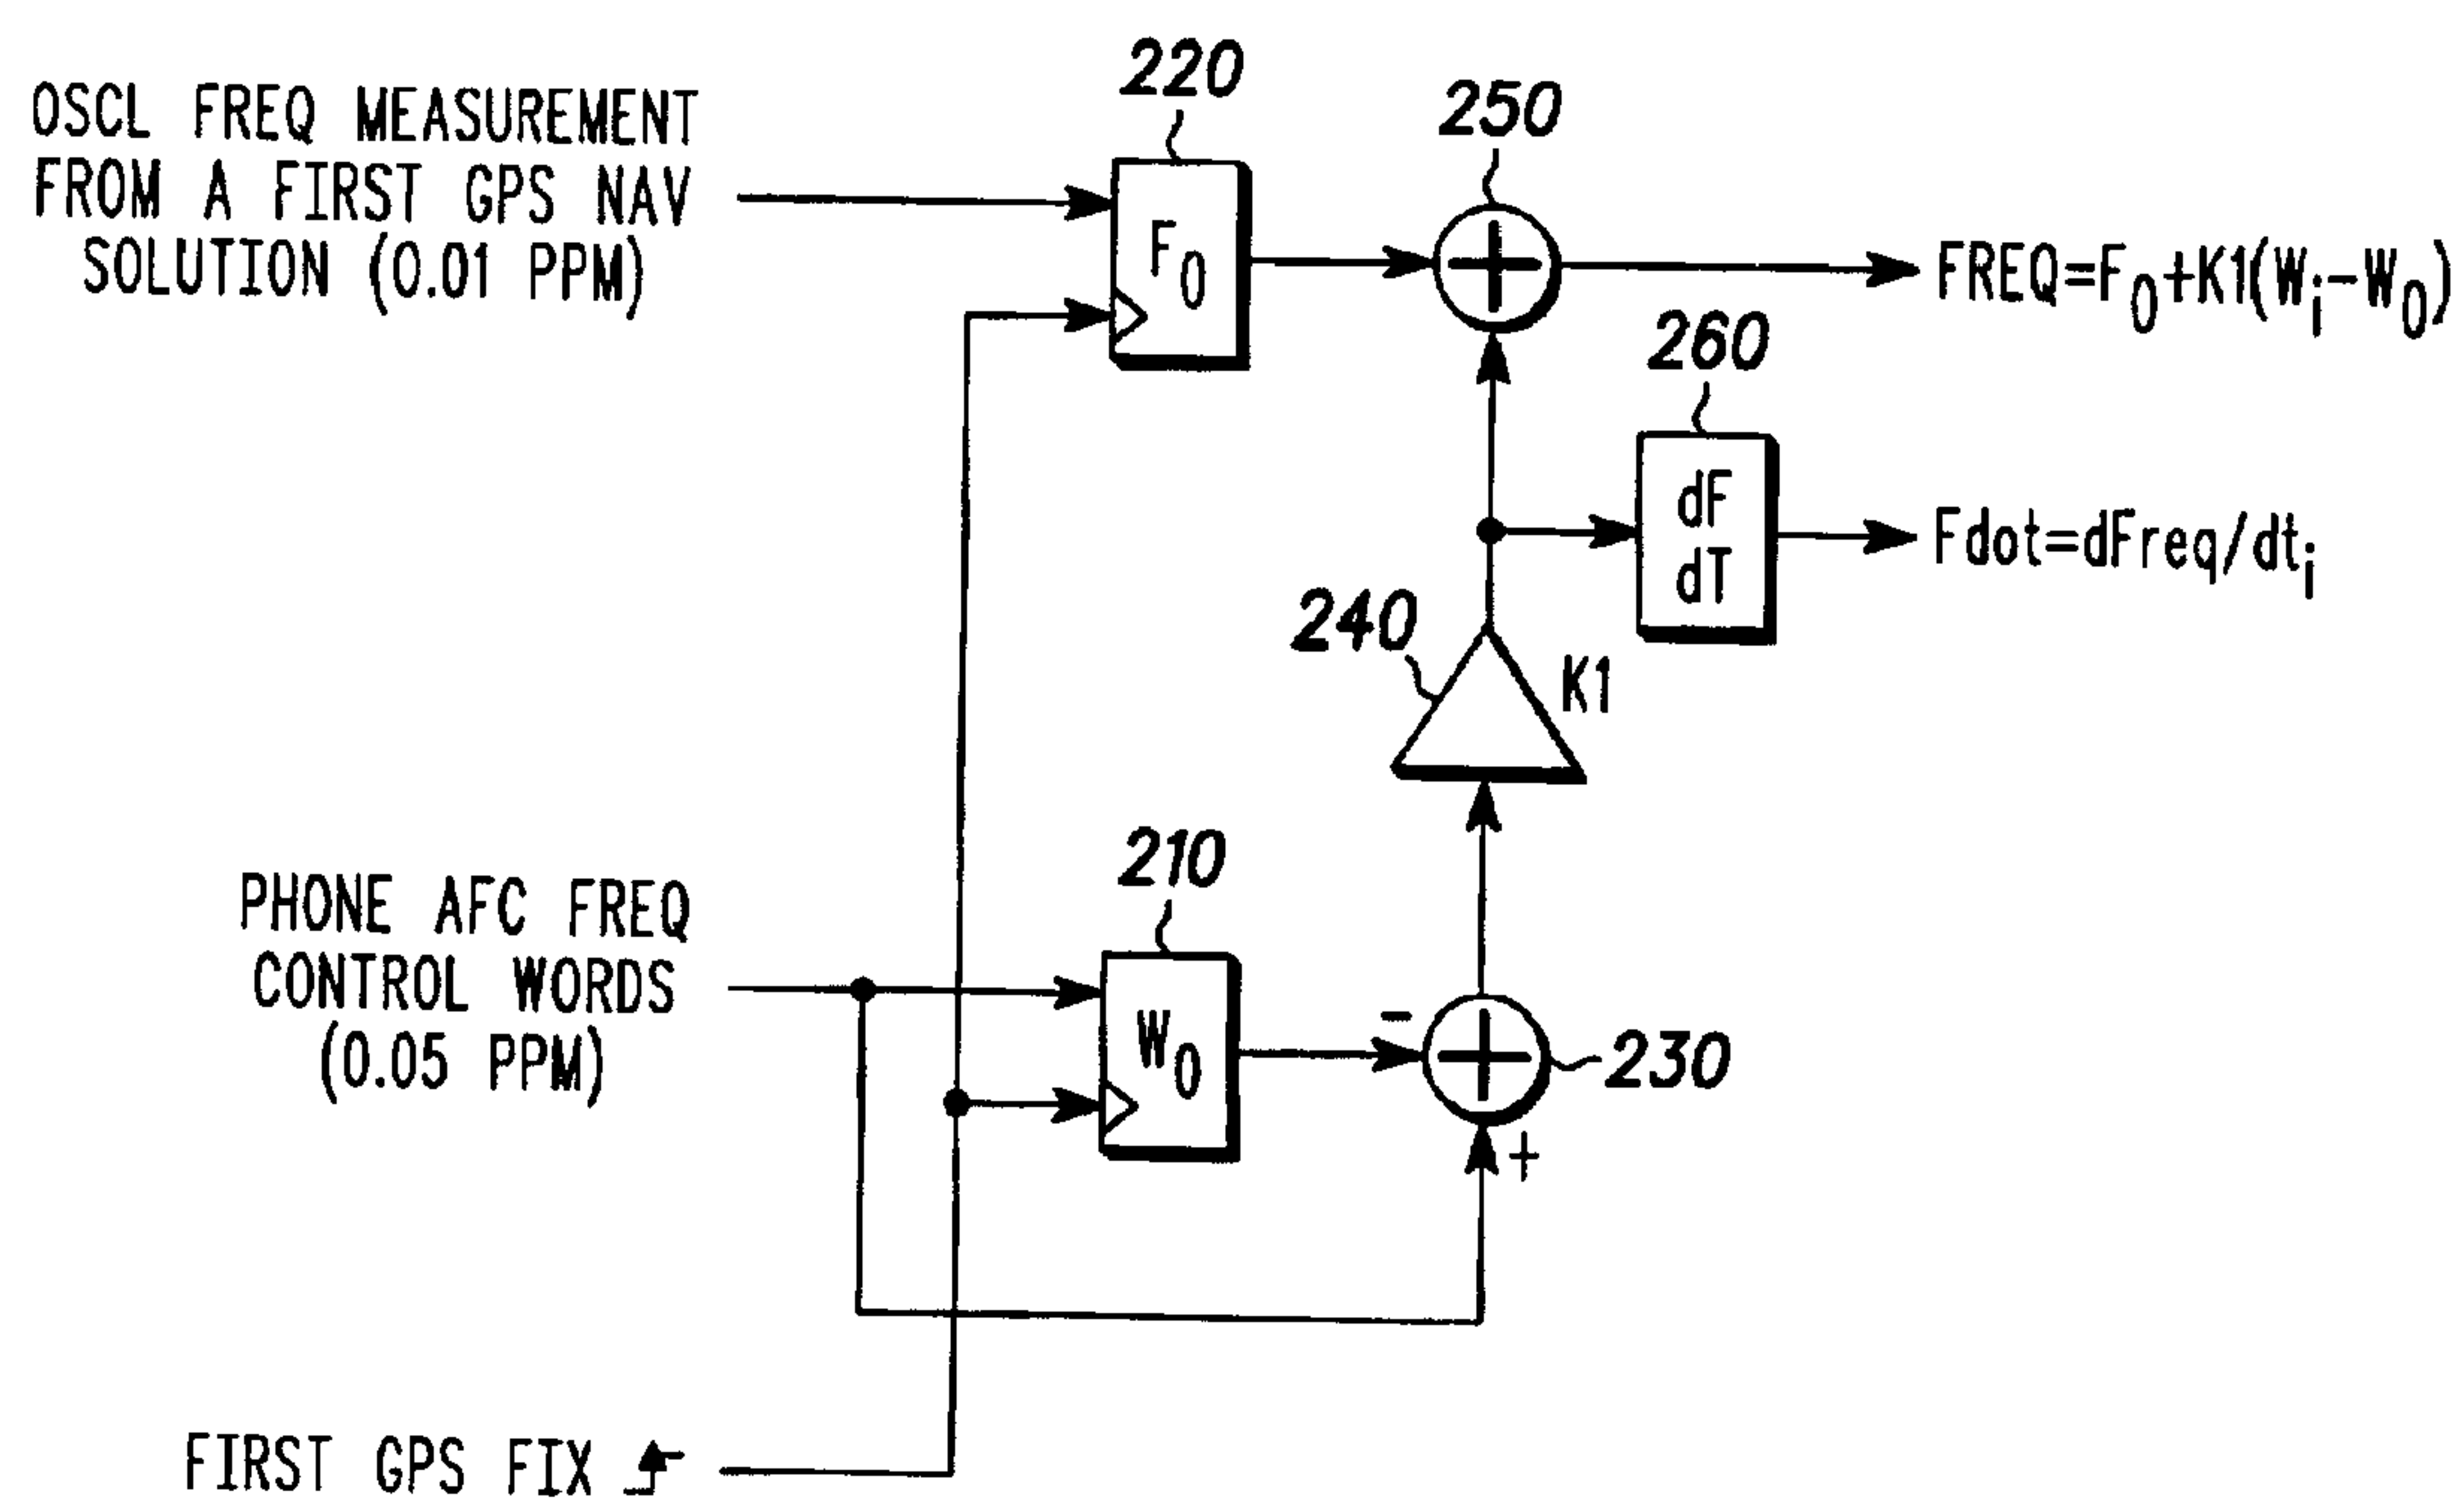 220
250
OSCL FREQ MEASUREMENT
FROM A FIRST GPS NAV
SOLUTION (0.01 PPM)
F0
FREQ=F0+K1(Wi-W0)
260
dF
dT
Fdot=dFreq/dti
240
K1
210
PHONE AFC FREQ
CONTROL WORDS
(0.05 PPM)
W0
-
+
230
FIRST GPS FIX